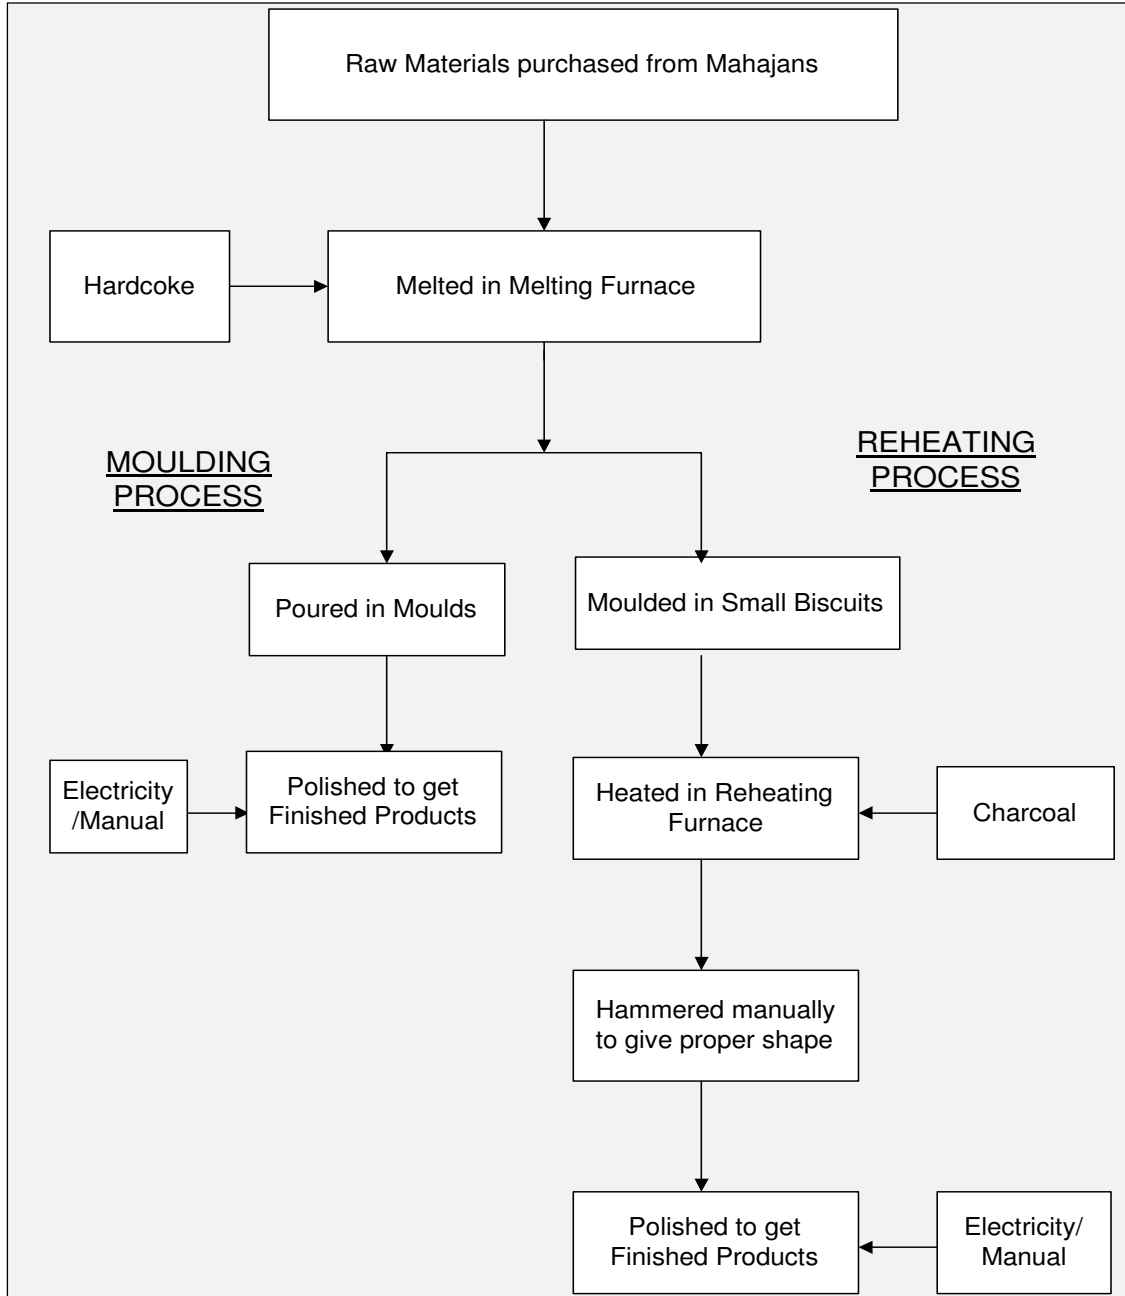 Raw Materials purchased from Mahajans
Hardcoke
Melted in Melting Furnace
MOULDING
PROCESS
REHEATING
PROCESS
Poured in Moulds
Moulded in Small Biscuits
Electricity
/Manual
Polished to get
Finished Products
Heated in Reheating
Furnace
Charcoal
Hammered manually
to give proper shape
Polished to get
Finished Products
Electricity/
Manual